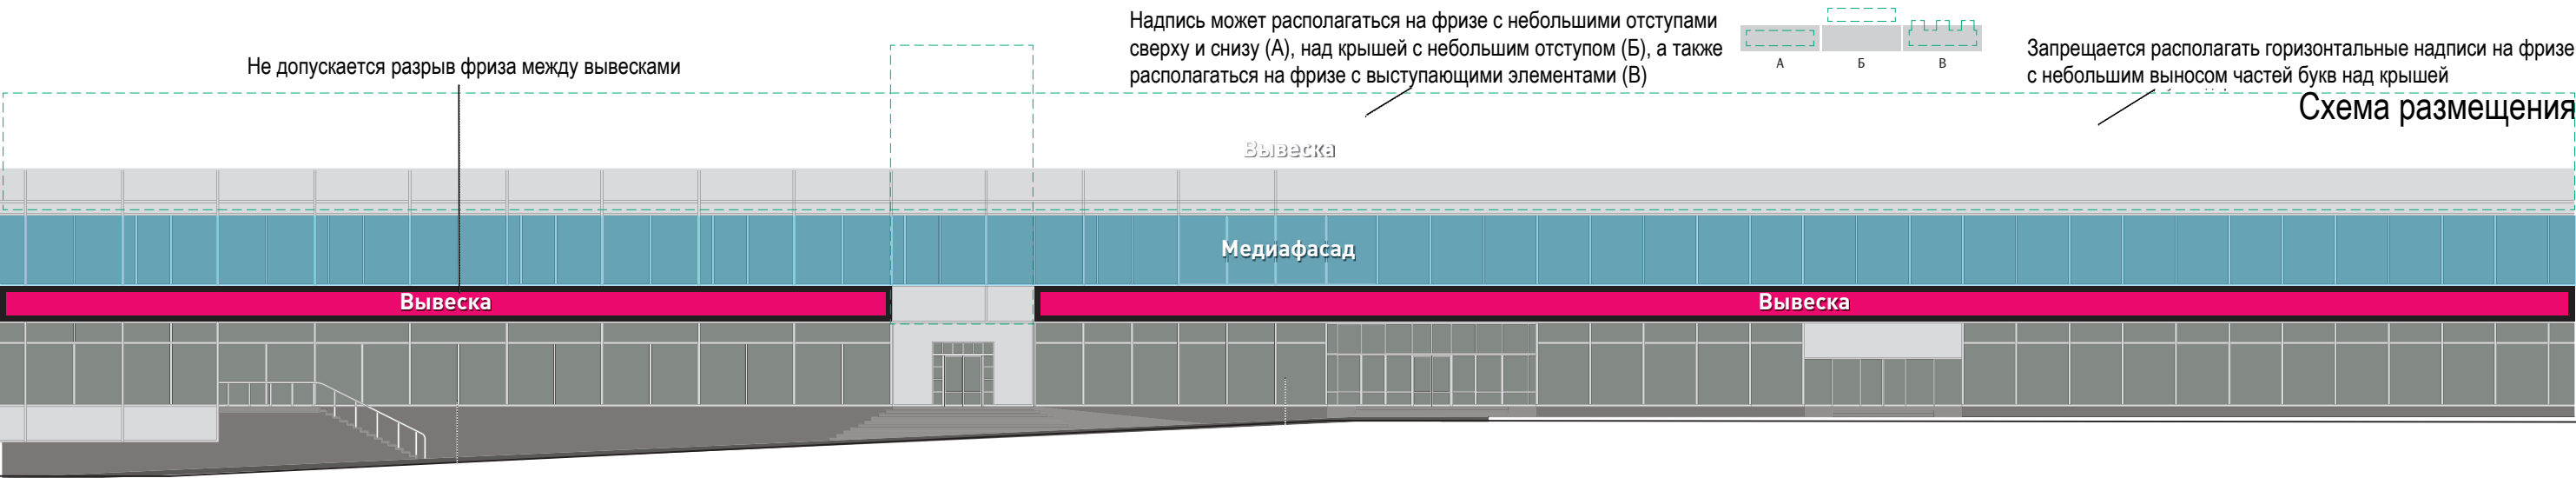 Не допускается разрыв фриза между вывесками
Надпись может располагаться на фризе с небольшими отступами
сверху и снизу (А), над крышей с небольшим отступом (Б), а также
располагаться на фризе с выступающими элементами (В)
А Б В
Запрещается располагать горизонтальные надписи на фризе
с небольшим выносом частей букв над крышей
Схема размещения
Вывеска
Медиафасад
Вывеска
Вывеска